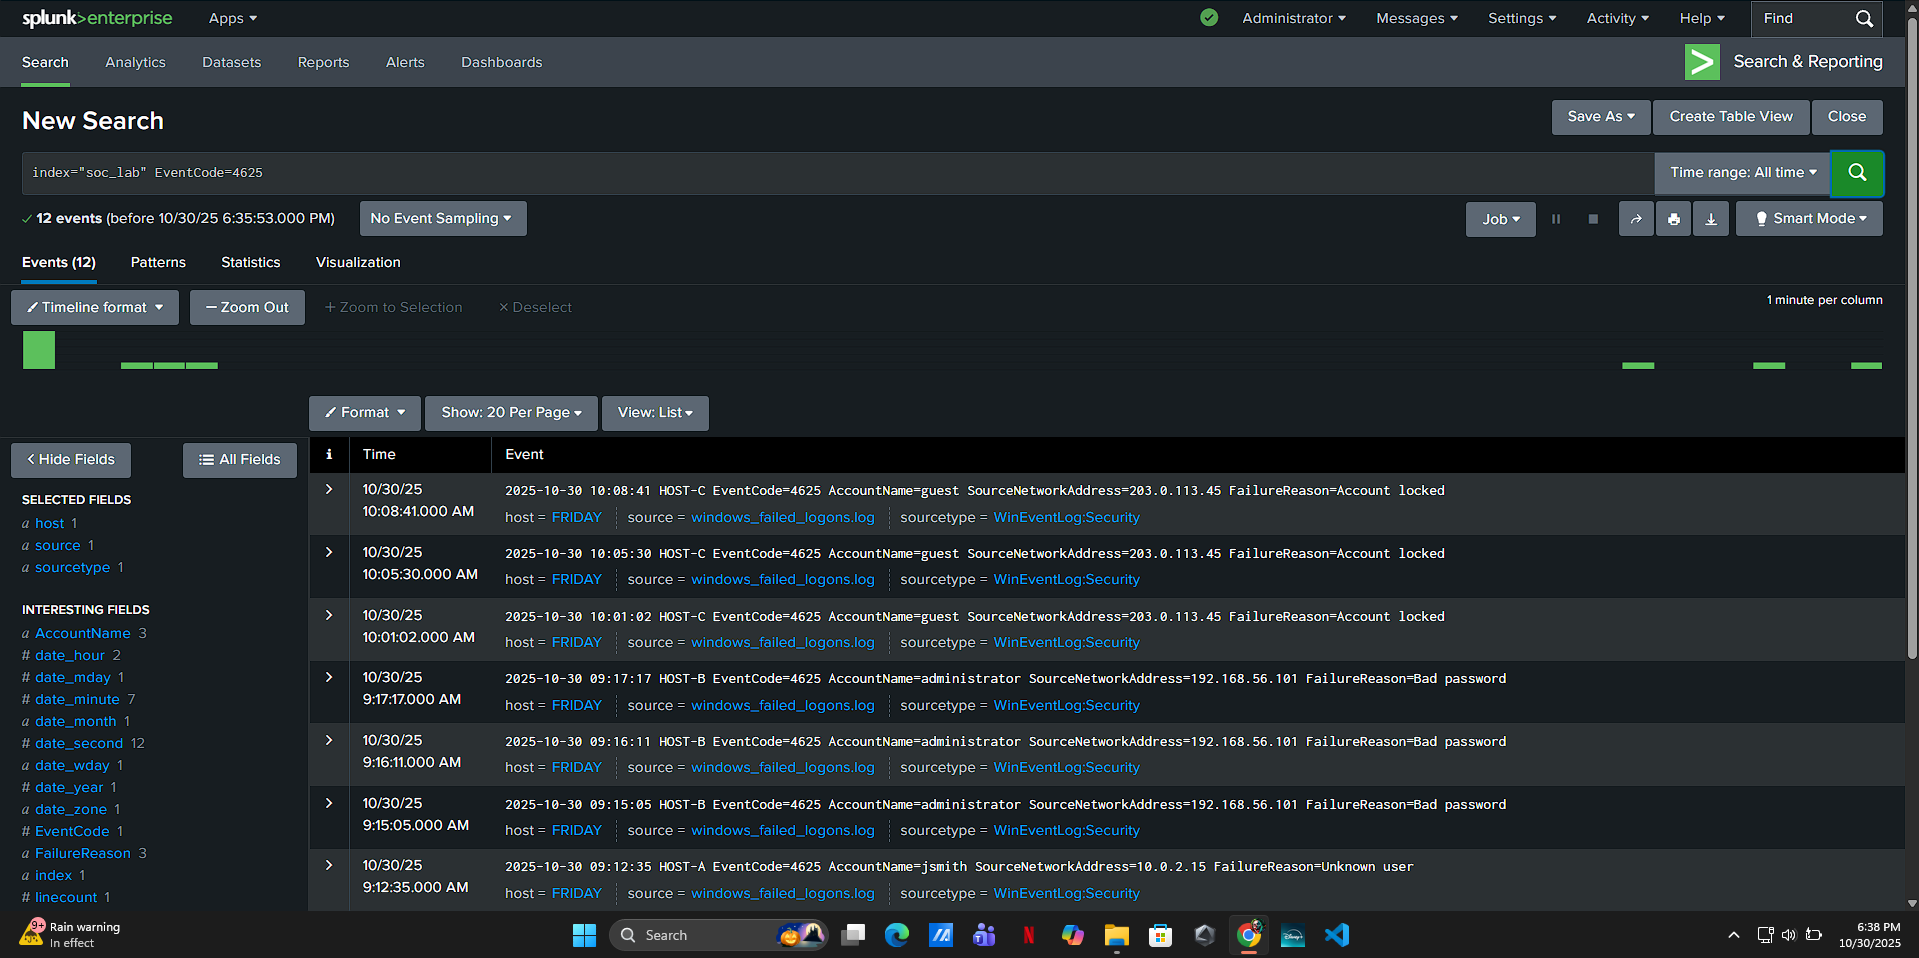 splunk>enterprise Apps Administrator Messages Settings Activity Help Find
Search Analytics Datasets Reports Alerts Dashboards Search & Reporting
New Search Save As Create Table View Close
index="soc_lab" EventCode=4625 Time range: All time
12 events (before 10/30/25 6:35:53.000 PM) No Event Sampling Job Smart Mode
Events (12) Patterns Statistics Visualization
Timeline format — Zoom Out + Zoom to Selection × Deselect 1 minute per column
Format Show: 20 Per Page View: List
< Hide Fields All Fields
SELECTED FIELDS
a host 1
a source 1
a sourcetype 1
INTERESTING FIELDS
a AccountName 3
# date_hour 2
# date_mday 1
# date_minute 7
a date_month 1
# date_second 12
a date_wday 1
# date_year 1
a date_zone 1
# EventCode 1
a FailureReason 3
a index 1
# linecount 1
i Time Event
> 10/30/25 2025-10-30 10:08:41 HOST-C EventCode=4625 AccountName=guest SourceNetworkAddress=203.0.113.45 FailureReason=Account locked
10:08:41.000 AM host = FRIDAY source = windows_failed_logons.log sourcetype = WinEventLog:Security
> 10/30/25 2025-10-30 10:05:30 HOST-C EventCode=4625 AccountName=guest SourceNetworkAddress=203.0.113.45 FailureReason=Account locked
10:05:30.000 AM host = FRIDAY source = windows_failed_logons.log sourcetype = WinEventLog:Security
> 10/30/25 2025-10-30 10:01:02 HOST-C EventCode=4625 AccountName=guest SourceNetworkAddress=203.0.113.45 FailureReason=Account locked
10:01:02.000 AM host = FRIDAY source = windows_failed_logons.log sourcetype = WinEventLog:Security
> 10/30/25 2025-10-30 09:17:17 HOST-B EventCode=4625 AccountName=administrator SourceNetworkAddress=192.168.56.101 FailureReason=Bad password
9:17:17.000 AM host = FRIDAY source = windows_failed_logons.log sourcetype = WinEventLog:Security
> 10/30/25 2025-10-30 09:16:11 HOST-B EventCode=4625 AccountName=administrator SourceNetworkAddress=192.168.56.101 FailureReason=Bad password
9:16:11.000 AM host = FRIDAY source = windows_failed_logons.log sourcetype = WinEventLog:Security
> 10/30/25 2025-10-30 09:15:05 HOST-B EventCode=4625 AccountName=administrator SourceNetworkAddress=192.168.56.101 FailureReason=Bad password
9:15:05.000 AM host = FRIDAY source = windows_failed_logons.log sourcetype = WinEventLog:Security
> 10/30/25 2025-10-30 09:12:35 HOST-A EventCode=4625 AccountName=jsmith SourceNetworkAddress=10.0.2.15 FailureReason=Unknown user
9:12:35.000 AM host = FRIDAY source = windows_failed_logons.log sourcetype = WinEventLog:Security
9+ Rain warning
In effect
Search
N
Disney+
6:38 PM
10/30/2025